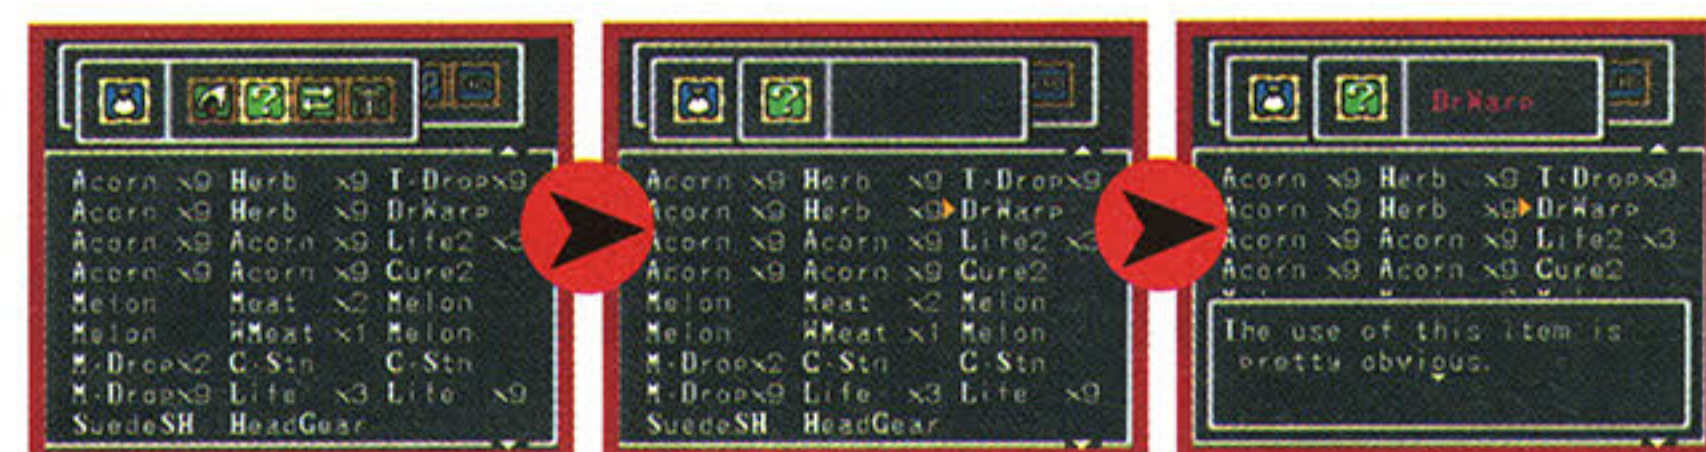 Acorn x9 Herb x9 T·Drop x9
Acorn x9 Herb x9 DrWarp
Acorn x9 Acorn x9 Life2 x3
Acorn x9 Acorn x9 Cure2
Melon Meat x2 Melon
Melon WMeat x1 Melon
M·Drop x2 C·Stn C·Stn
M·Drop x9 Life x3 Life x9
SuedeSH HeadGear
Acorn x9 Herb x9 T·Drop x9
Acorn x9 Herb x9 DrWarp
Acorn x9 Acorn x9 Life2 x3
Acorn x9 Acorn x9 Cure2
Melon Meat x2 Melon
Melon WMeat x1 Melon
M·Drop x2 C·Stn C·Stn
M·Drop x9 Life x3 Life x9
SuedeSH HeadGear
DrWarp
Acorn x9 Herb x9 T·Drop x9
Acorn x9 Herb x9 DrWarp
Acorn x9 Acorn x9 Life2 x3
Acorn x9 Acorn x9 Cure2
The use of this item is
pretty obvious.